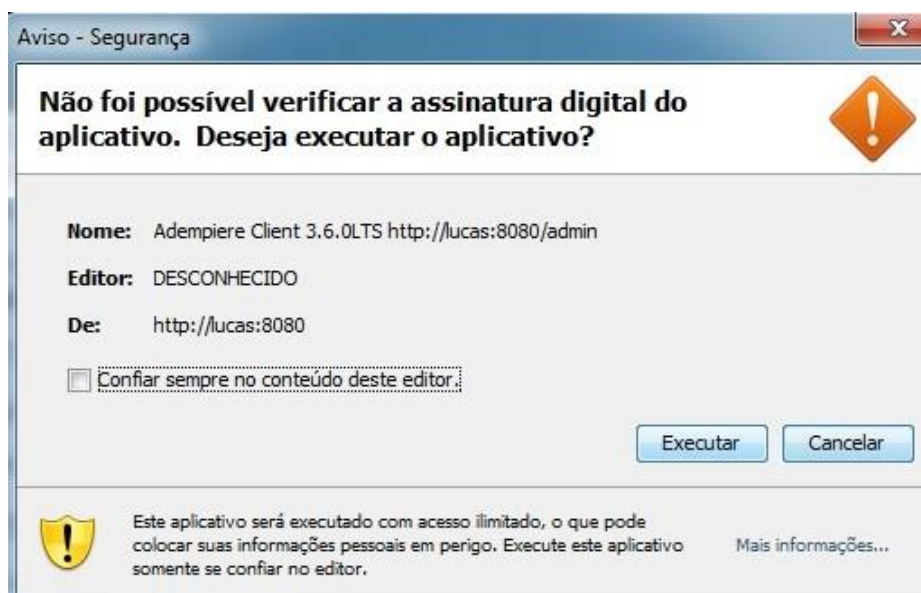 Aviso - Segurança
Não foi possível verificar a assinatura digital do
aplicativo. Deseja executar o aplicativo?
Nome: Adempiere Client 3.6.0LTS http://lucas:8080/admin
Editor: DESCONHECIDO
De: http://lucas:8080
Confiar sempre no conteúdo deste editor.
Executar Cancelar
Este aplicativo será executado com acesso ilimitado, o que pode
colocar suas informações pessoais em perigo. Execute este aplicativo
somente se confiar no editor.
Mais informações...